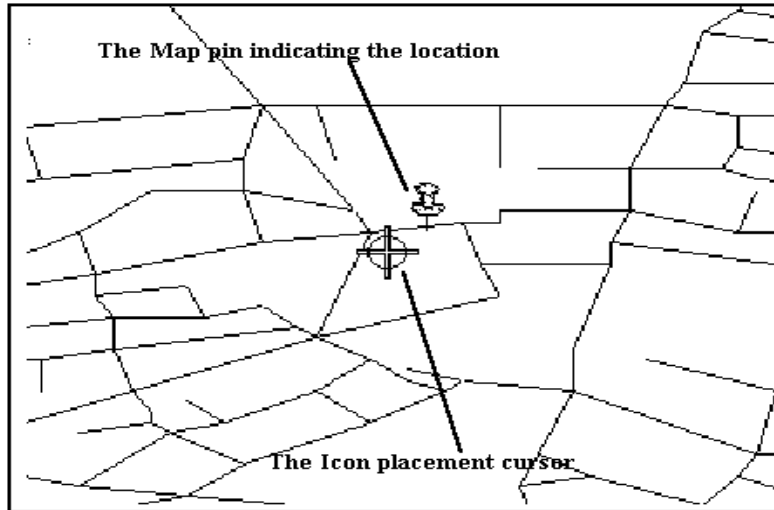 The Map pin indicating the location
The Icon placement cursor